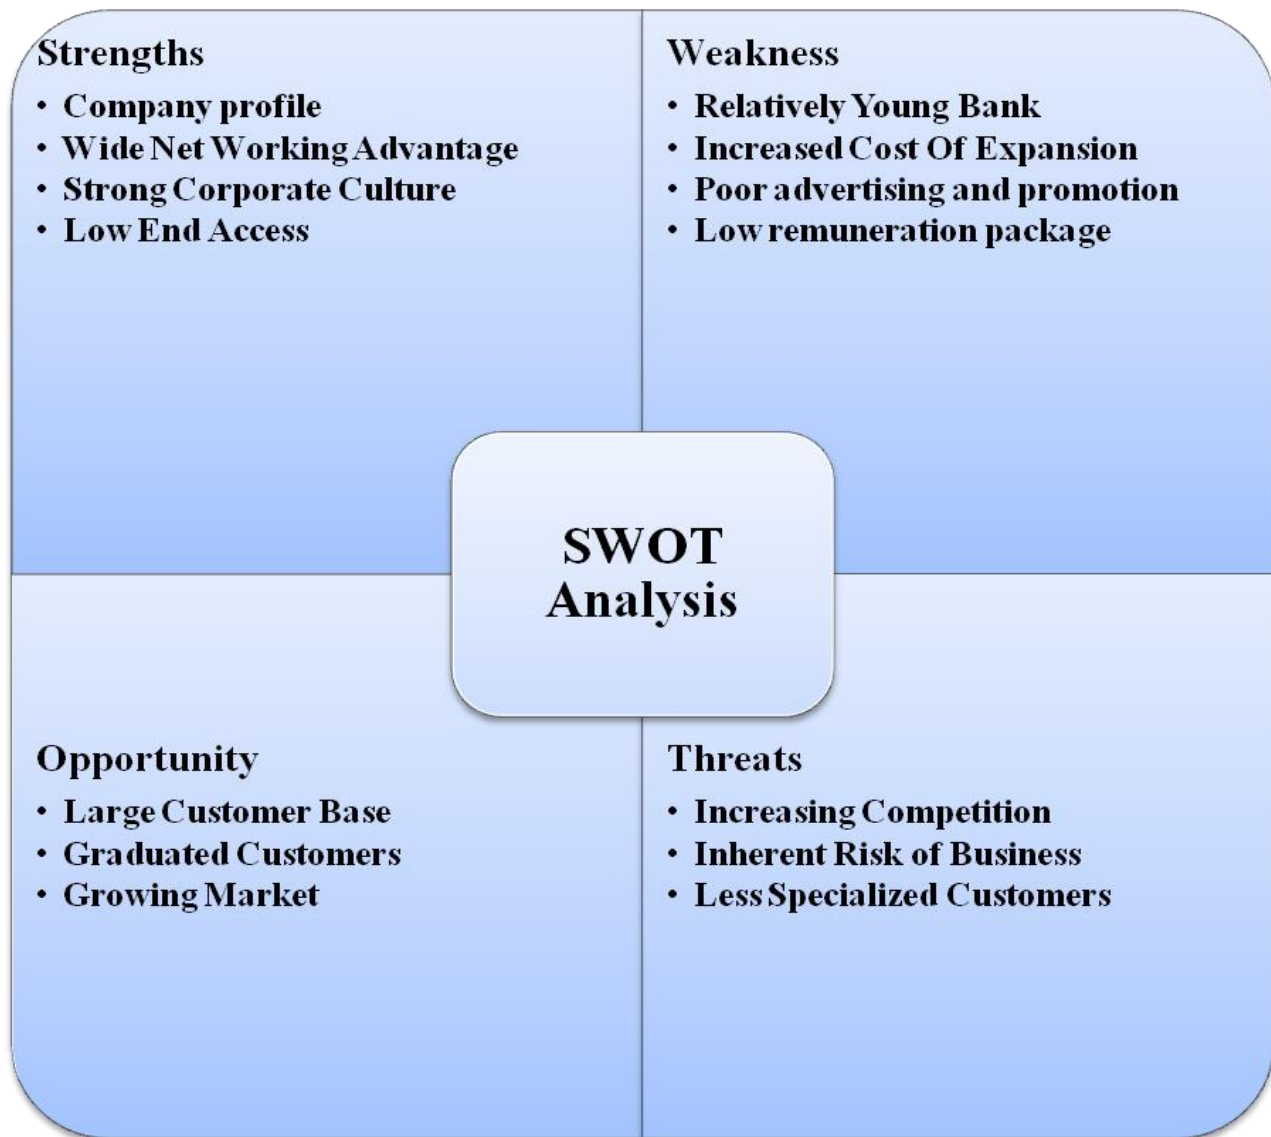 Strengths
• Company profile
• Wide Net Working Advantage
• Strong Corporate Culture
• Low End Access
Weakness
• Relatively Young Bank
• Increased Cost Of Expansion
• Poor advertising and promotion
• Low remuneration package
SWOT
Analysis
Opportunity
• Large Customer Base
• Graduated Customers
• Growing Market
Threats
• Increasing Competition
• Inherent Risk of Business
• Less Specialized Customers